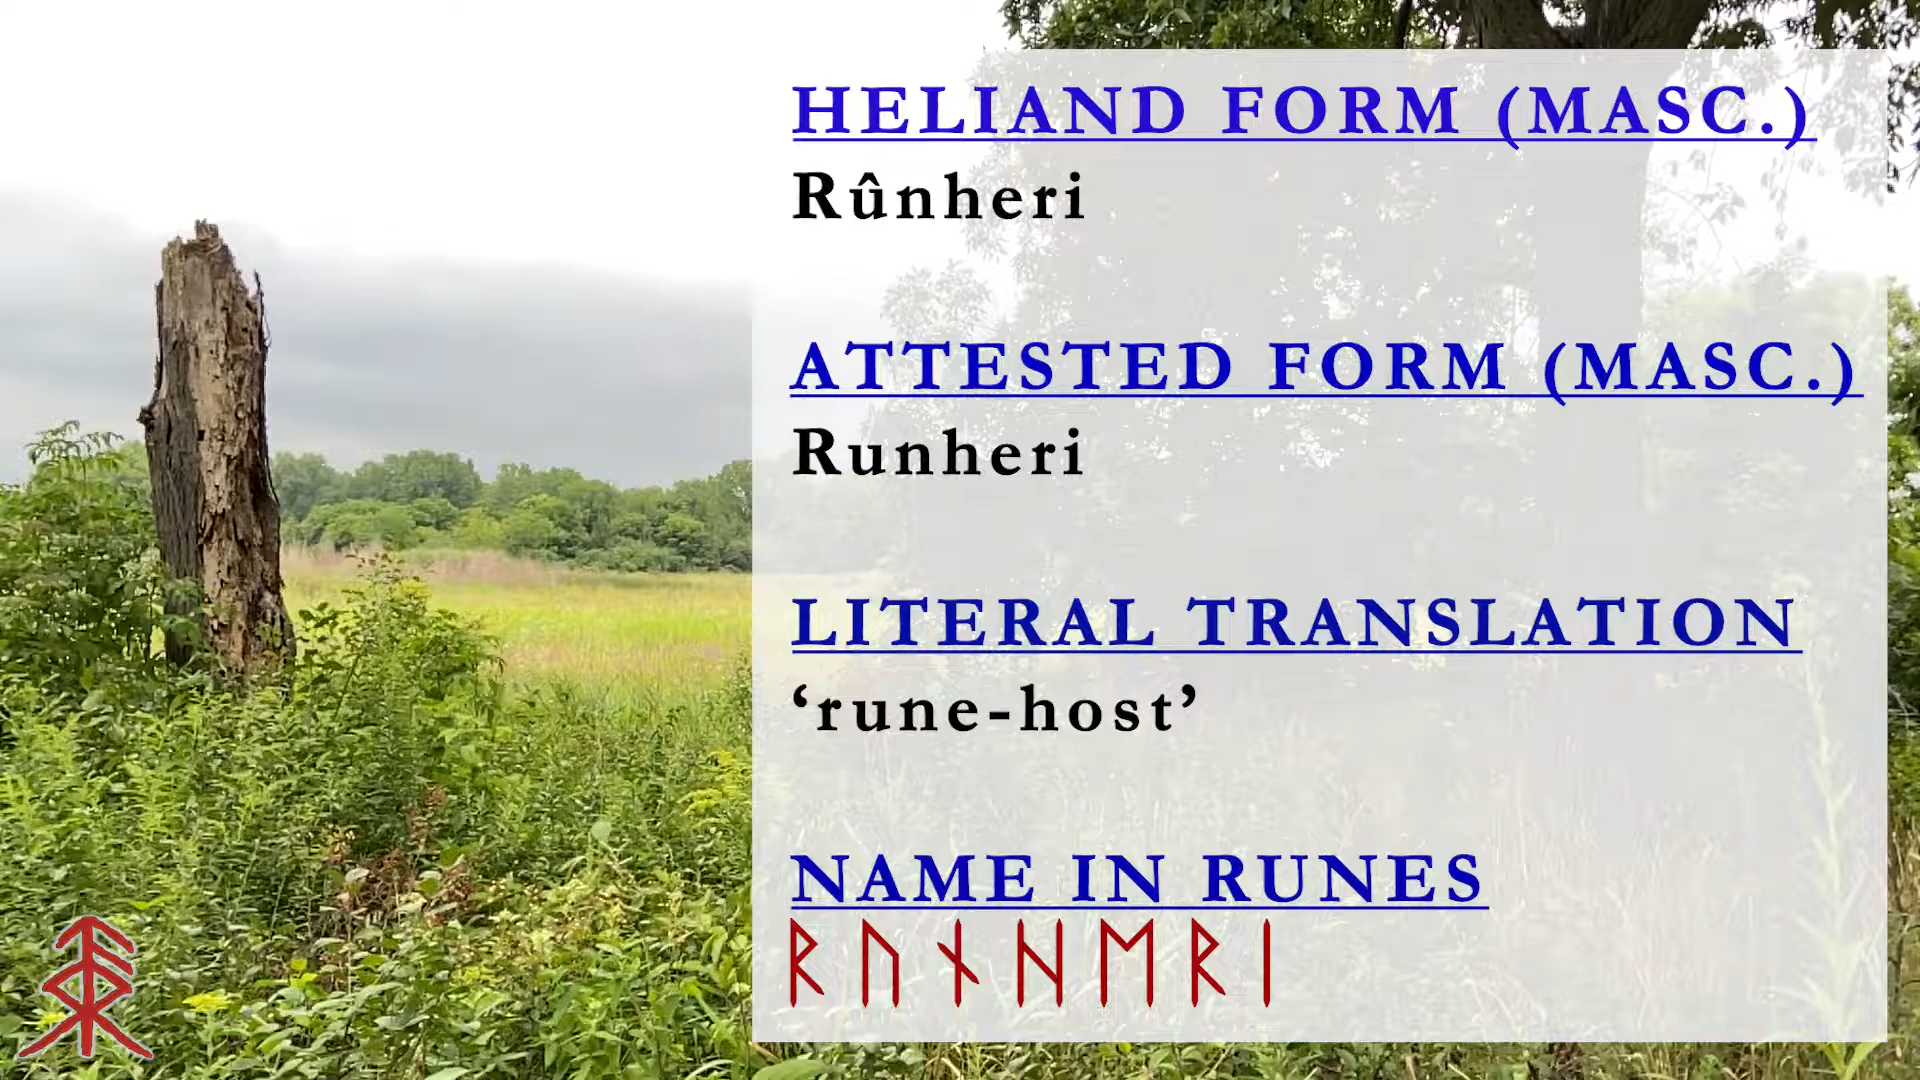 HELIAND FORM (MASC.)
Rûnheri
ATTESTED FORM (MASC.)
Runheri
LITERAL TRANSLATION
‘rune-host’
NAME IN RUNES
ᚱᚢᚾᚺᛖᚱᛁ